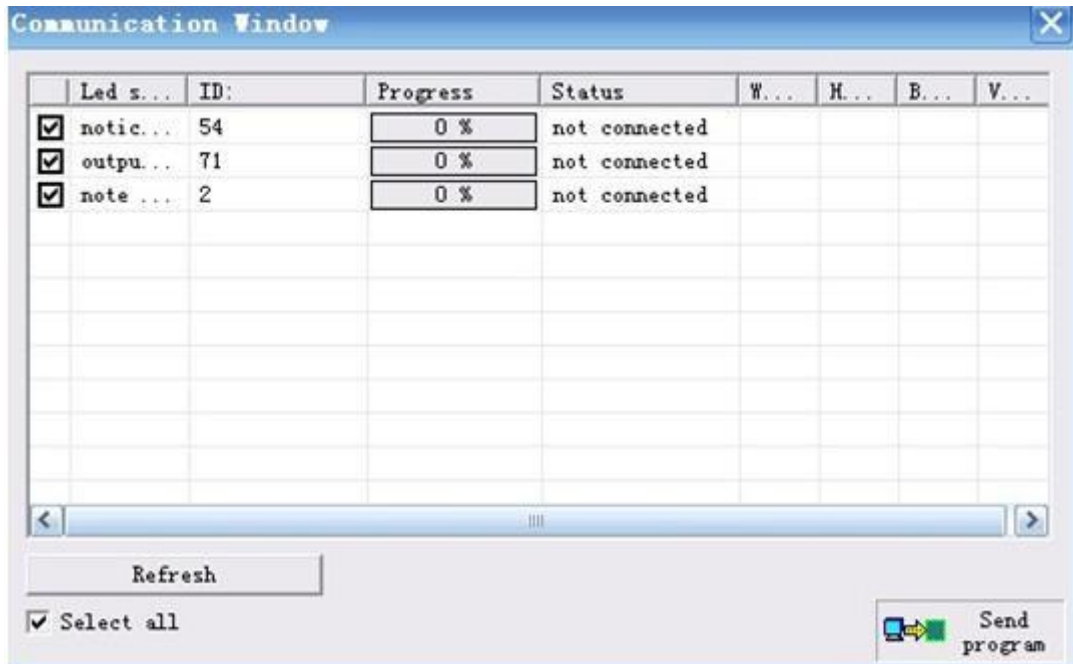 Communication Window
Led s... ID: Progress Status W... H... B... V...
notic... 54 0 % not connected
outpu... 71 0 % not connected
note ... 2 0 % not connected
Refresh
Select all
Send
program